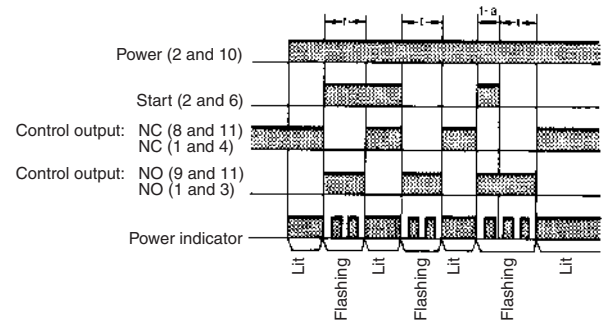 t t t-a t
Power (2 and 10)
Start (2 and 6)
Control output: NC (8 and 11)
NC (1 and 4)
Control output: NO (9 and 11)
NO (1 and 3)
Power indicator
Lit Flashing Lit Flashing Lit Flashing Lit